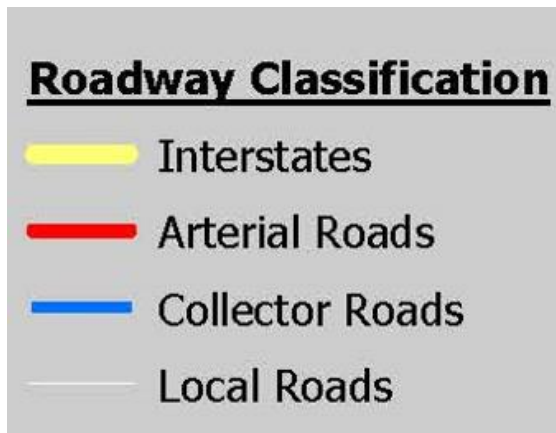 Roadway Classification
Interstates
Arterial Roads
Collector Roads
Local Roads